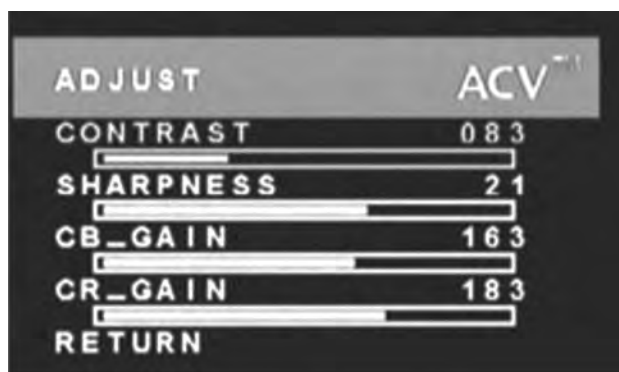 ADJUST ACV
CONTRAST 083
SHARPNESS 21
CB_GAIN 163
CR_GAIN 183
RETURN